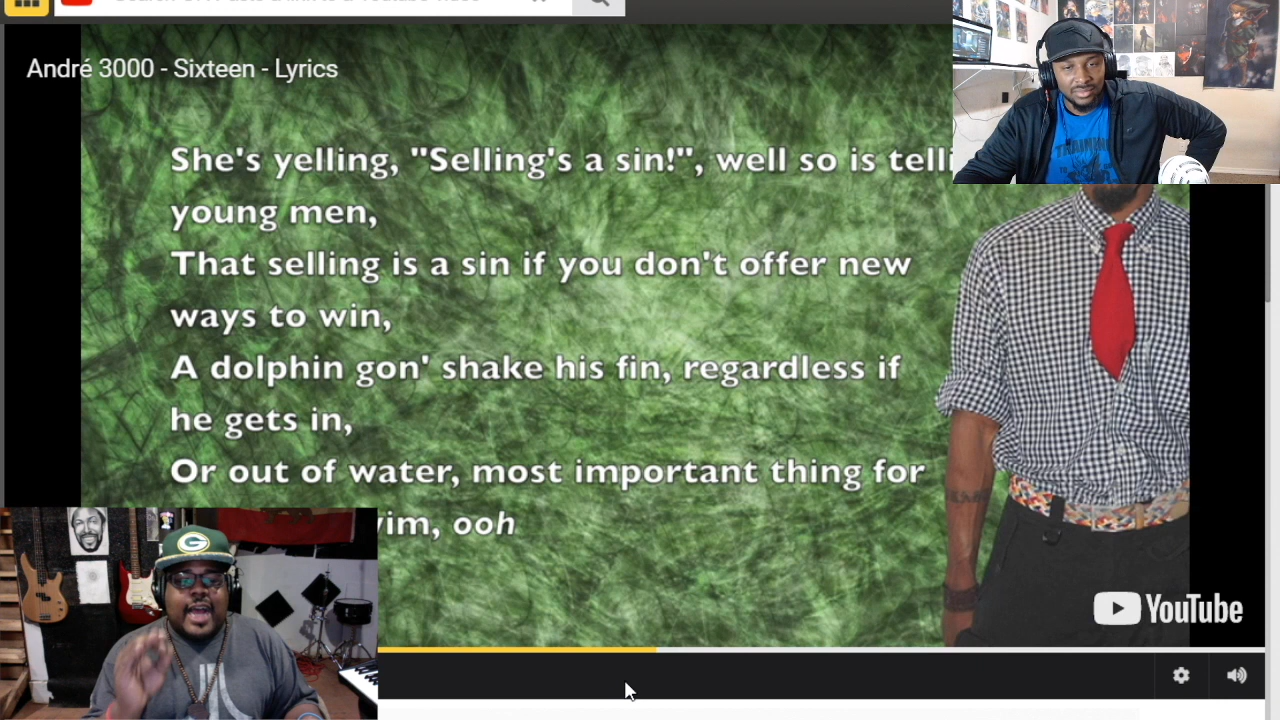 André 3000 - Sixteen - Lyrics
She's yelling, "Selling's a sin!", well so is telli
young men,
That selling is a sin if you don't offer new
ways to win,
A dolphin gon' shake his fin, regardless if
he gets in,
Or out of water, most important thing for
ooh
TRAINING
G
YouTube